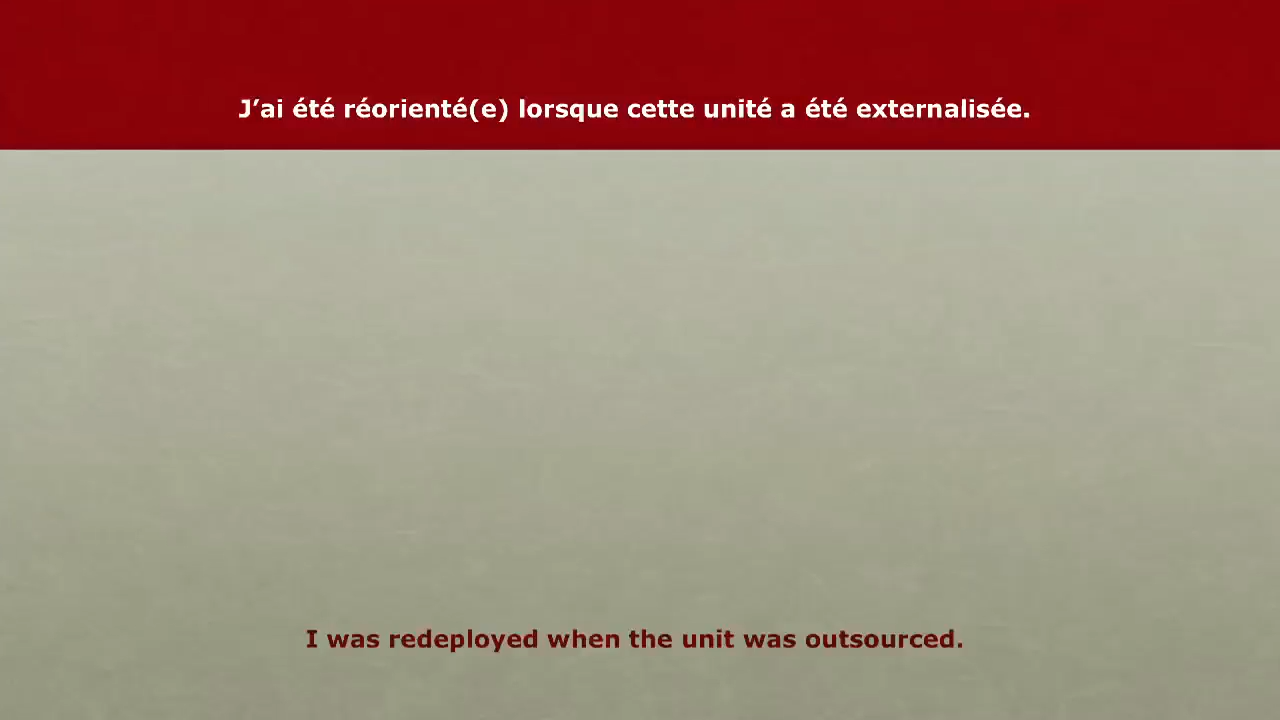 J’ai été réorienté(e) lorsque cette unité a été externalisée.
I was redeployed when the unit was outsourced.